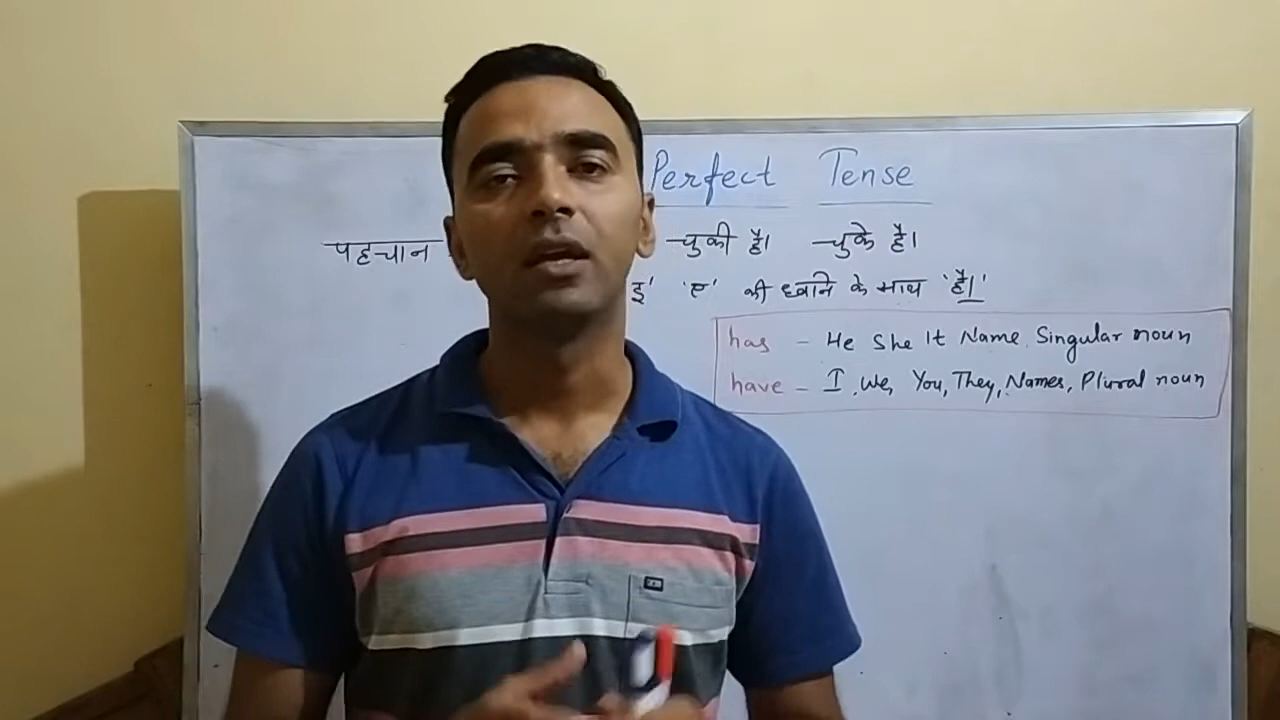 Perfect Tense
पहचान चुकी है। चुके है।
इ' 'ए' की ध्वनि के साथ 'है।'
has - He She It Name Singular noun
have - I, We, You, They, Names, Plural noun